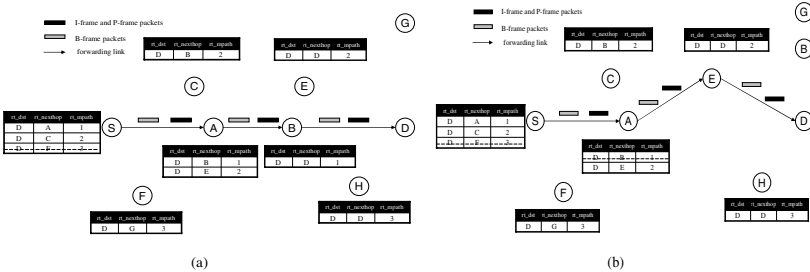 I-frame and P-frame packets
B-frame packets
forwarding link
G
rt_dst rt_nexthop rt_mpath
D B 2
rt_dst rt_nexthop rt_mpath
D D 2
C
E
rt_dst rt_nexthop rt_mpath
D A 1
D C 2
D F 3
S
A
B
D
rt_dst rt_nexthop rt_mpath
D B 1
D E 2
rt_dst rt_nexthop rt_mpath
D D 1
F
H
rt_dst rt_nexthop rt_mpath
D G 3
rt_dst rt_nexthop rt_mpath
D D 3
(a)
I-frame and P-frame packets
B-frame packets
forwarding link
G
B
rt_dst rt_nexthop rt_mpath
D B 2
rt_dst rt_nexthop rt_mpath
D D 2
C
E
rt_dst rt_nexthop rt_mpath
D A 1
D C 2
D F 3
S
A
D
rt_dst rt_nexthop rt_mpath
D B 1
D E 2
F
H
rt_dst rt_nexthop rt_mpath
D G 3
rt_dst rt_nexthop rt_mpath
D D 3
(b)